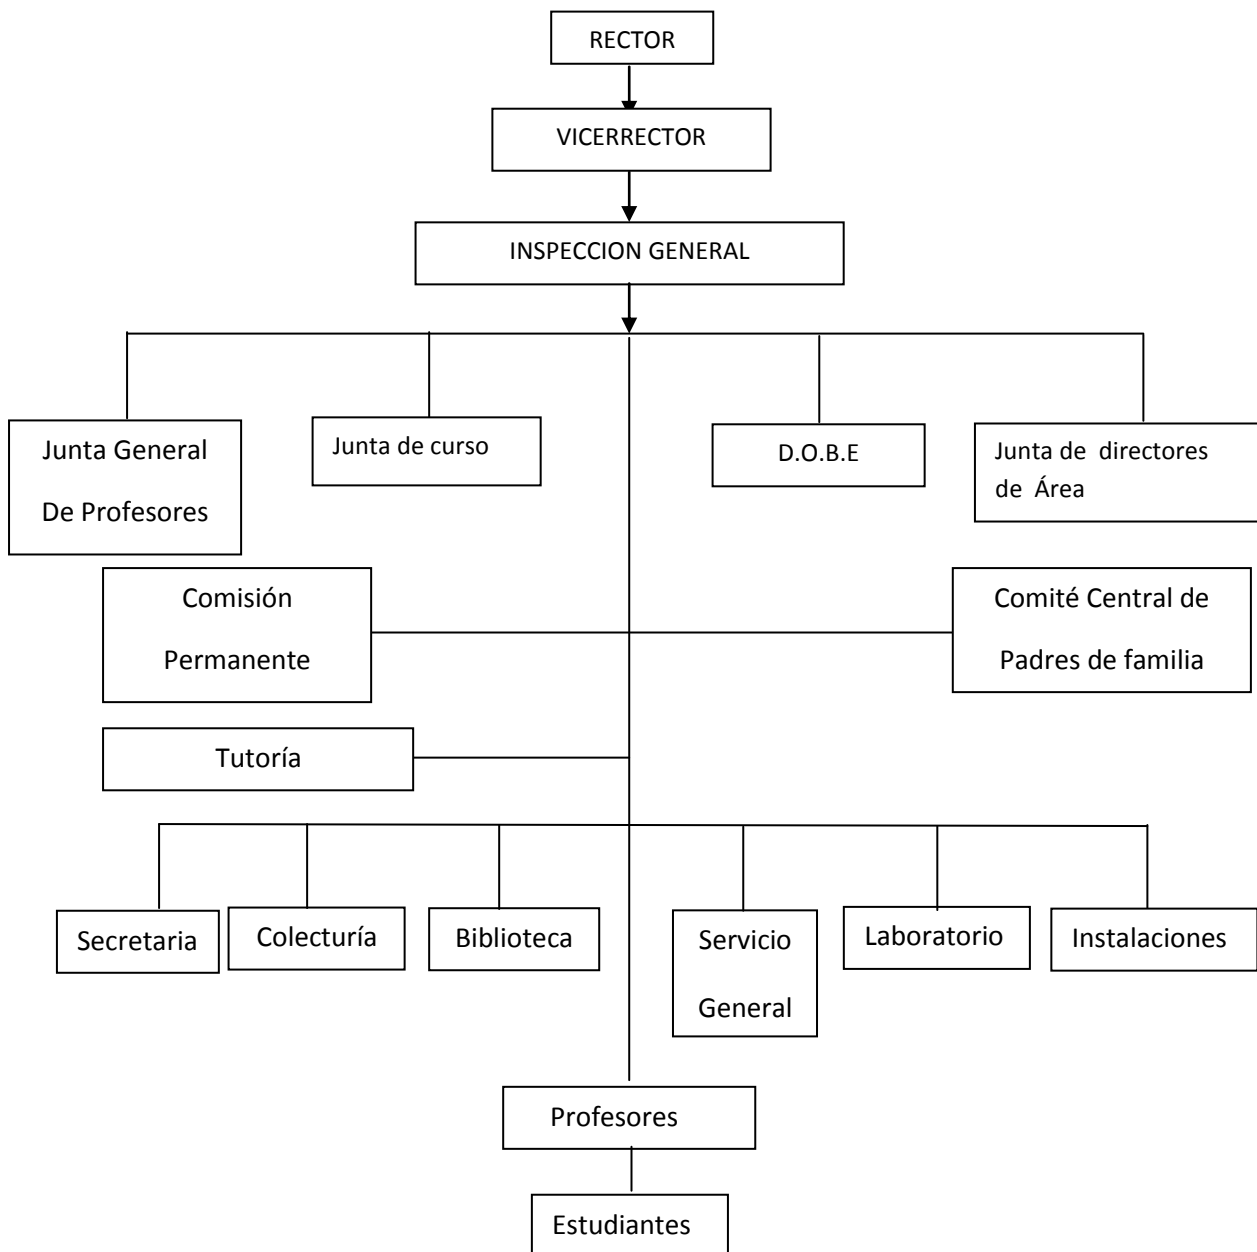 RECTOR
VICERRECTOR
INSPECCION GENERAL
Junta General
De Profesores
Junta de curso
D.O.B.E
Junta de directores
de Área
Comisión
Permanente
Comité Central de
Padres de familia
Tutoría
Secretaria
Colecturía
Biblioteca
Servicio
General
Laboratorio
Instalaciones
Profesores
Estudiantes